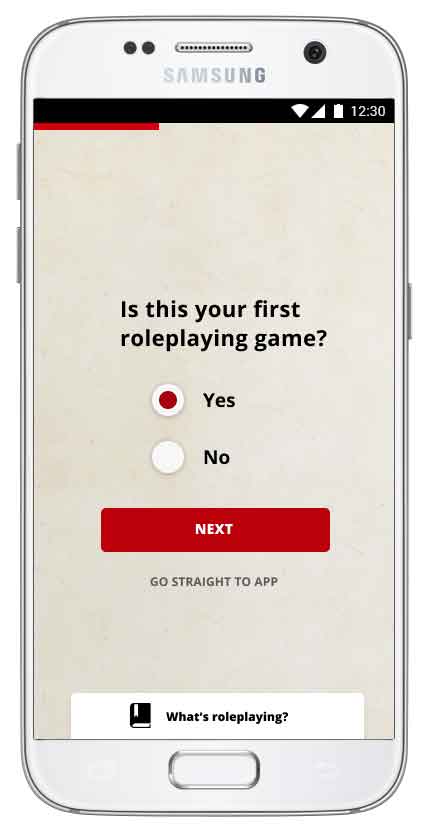 SAMSUNG
12:30
Is this your first
roleplaying game?
Yes
No
NEXT
GO STRAIGHT TO APP
What's roleplaying?